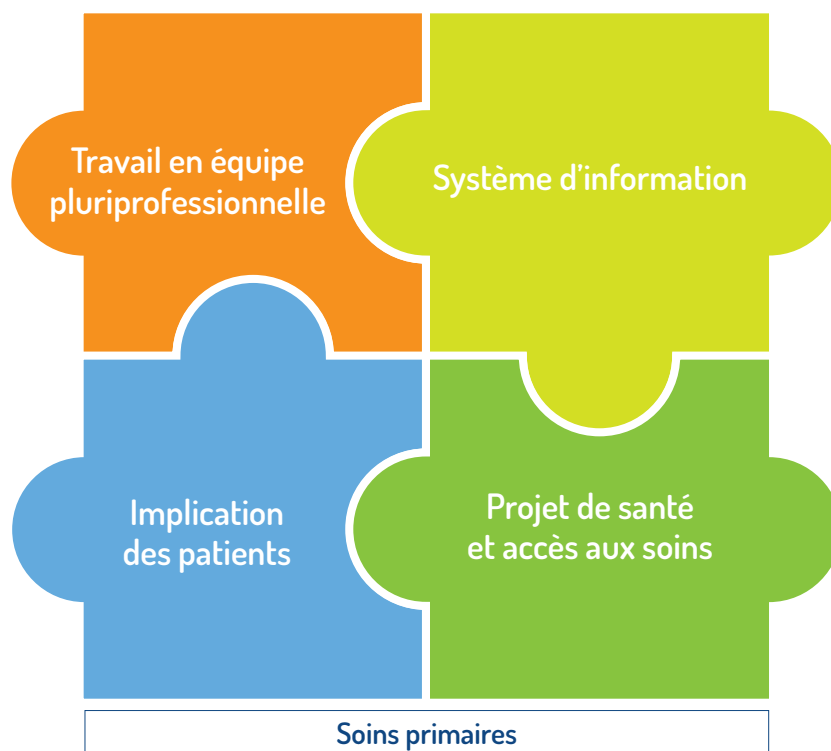 Travail en équipe
pluriprofessionnelle
Système d'information
Implication
des patients
Projet de santé
et accès aux soins
Soins primaires